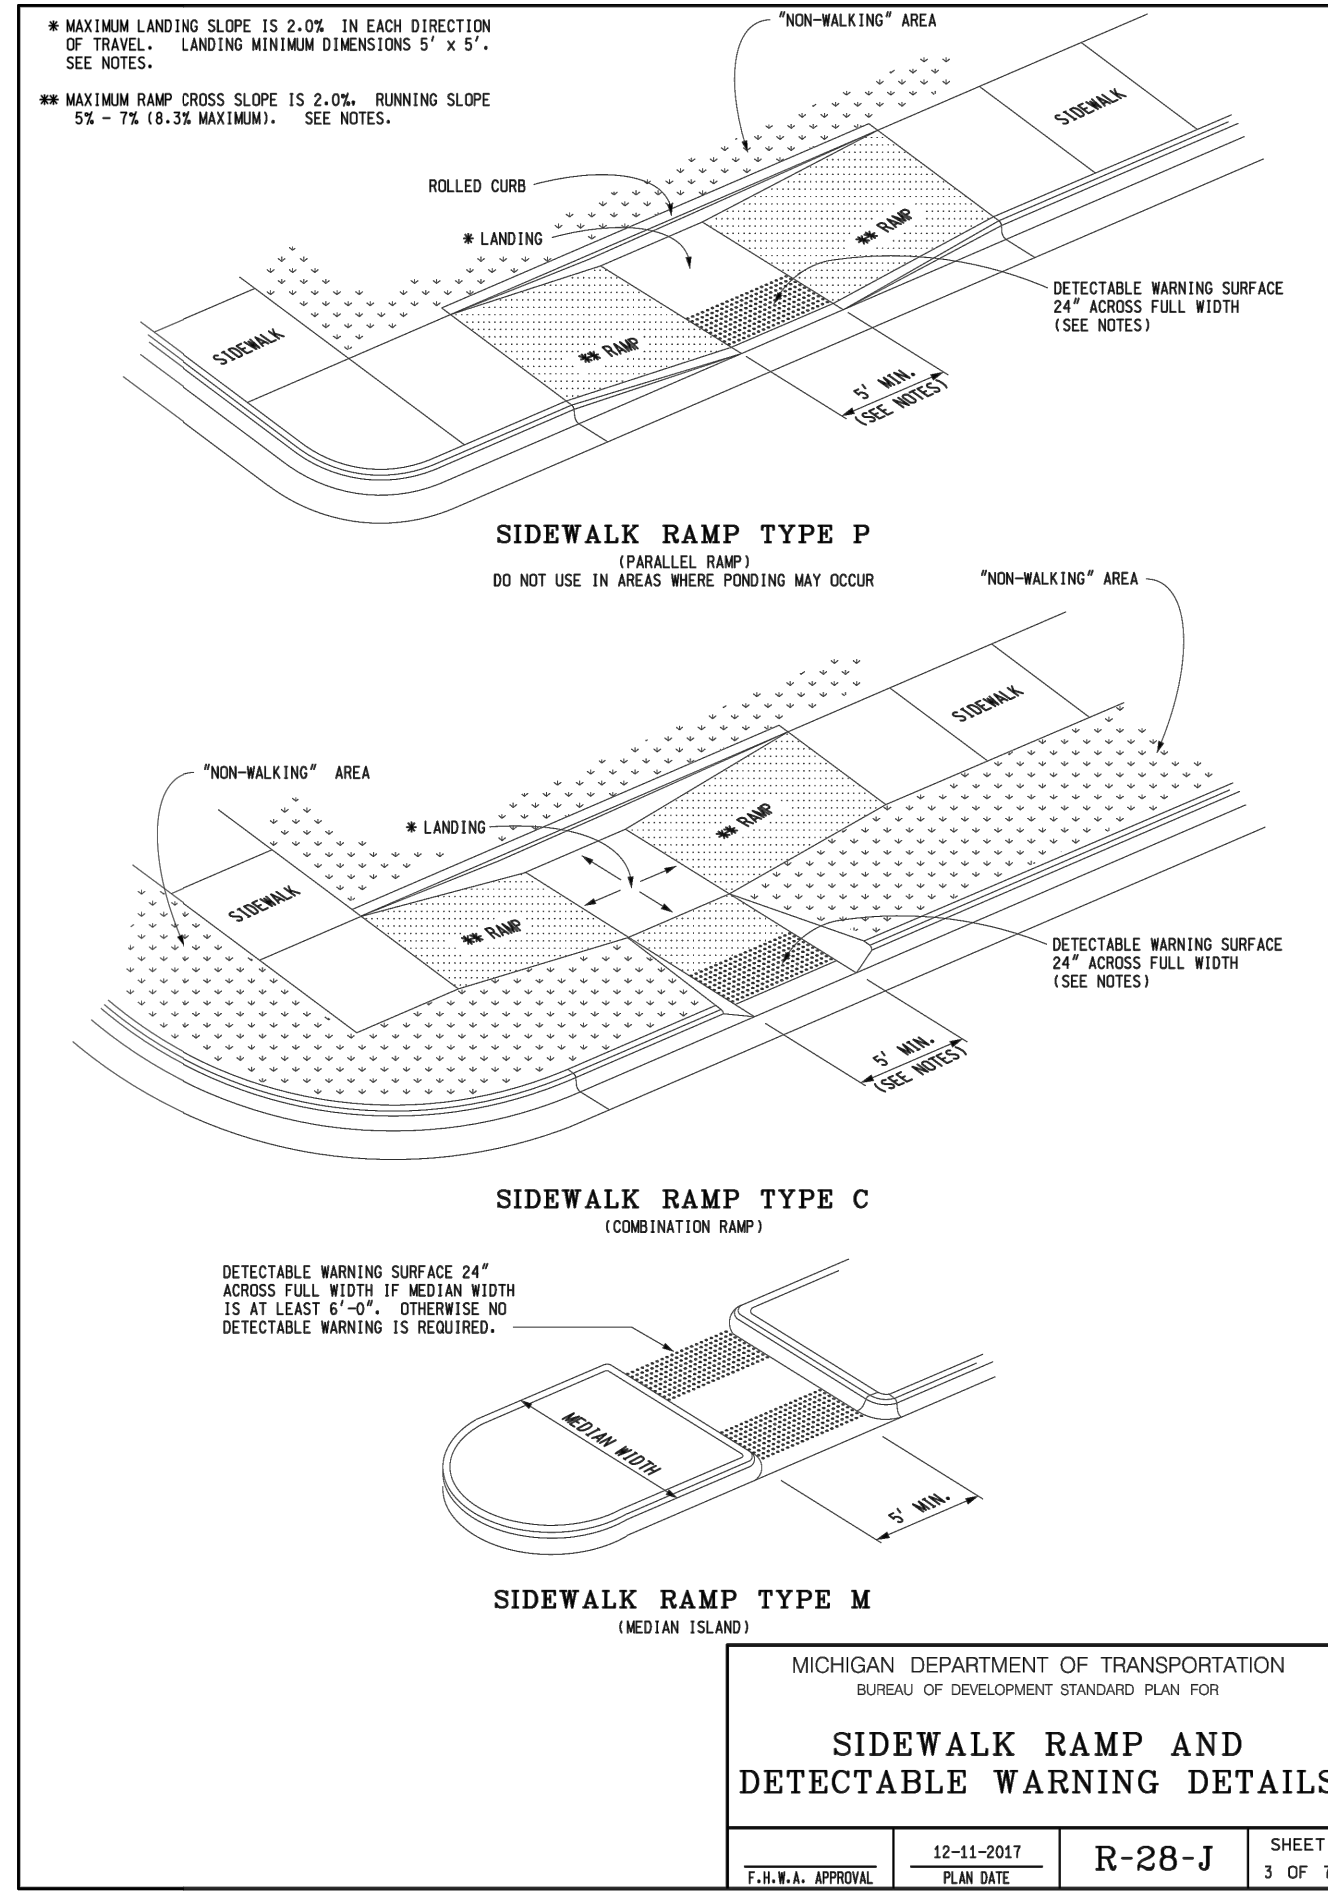 * MAXIMUM LANDING SLOPE IS 2.0% IN EACH DIRECTION
OF TRAVEL. LANDING MINIMUM DIMENSIONS 5' x 5'.
SEE NOTES.
** MAXIMUM RAMP CROSS SLOPE IS 2.0%. RUNNING SLOPE
5% - 7% (8.3% MAXIMUM). SEE NOTES.
"NON-WALKING" AREA
SIDEWALK
ROLLED CURB
* LANDING
** RAMP
DETECTABLE WARNING SURFACE
24" ACROSS FULL WIDTH
(SEE NOTES)
SIDEWALK
** RAMP
5' MIN.
(SEE NOTES)
SIDEWALK RAMP TYPE P
(PARALLEL RAMP)
DO NOT USE IN AREAS WHERE PONDING MAY OCCUR
"NON-WALKING" AREA
SIDEWALK
"NON-WALKING" AREA
* LANDING
** RAMP
SIDEWALK
** RAMP
DETECTABLE WARNING SURFACE
24" ACROSS FULL WIDTH
(SEE NOTES)
5' MIN.
(SEE NOTES)
SIDEWALK RAMP TYPE C
(COMBINATION RAMP)
DETECTABLE WARNING SURFACE 24"
ACROSS FULL WIDTH IF MEDIAN WIDTH
IS AT LEAST 6'-0". OTHERWISE NO
DETECTABLE WARNING IS REQUIRED.
MEDIAN WIDTH
5' MIN.
SIDEWALK RAMP TYPE M
(MEDIAN ISLAND)
MICHIGAN DEPARTMENT OF TRANSPORTATION
BUREAU OF DEVELOPMENT STANDARD PLAN FOR
SIDEWALK RAMP AND
DETECTABLE WARNING DETAILS
F.H.W.A. APPROVAL
12-11-2017
PLAN DATE
R-28-J
SHEET
3 OF 7